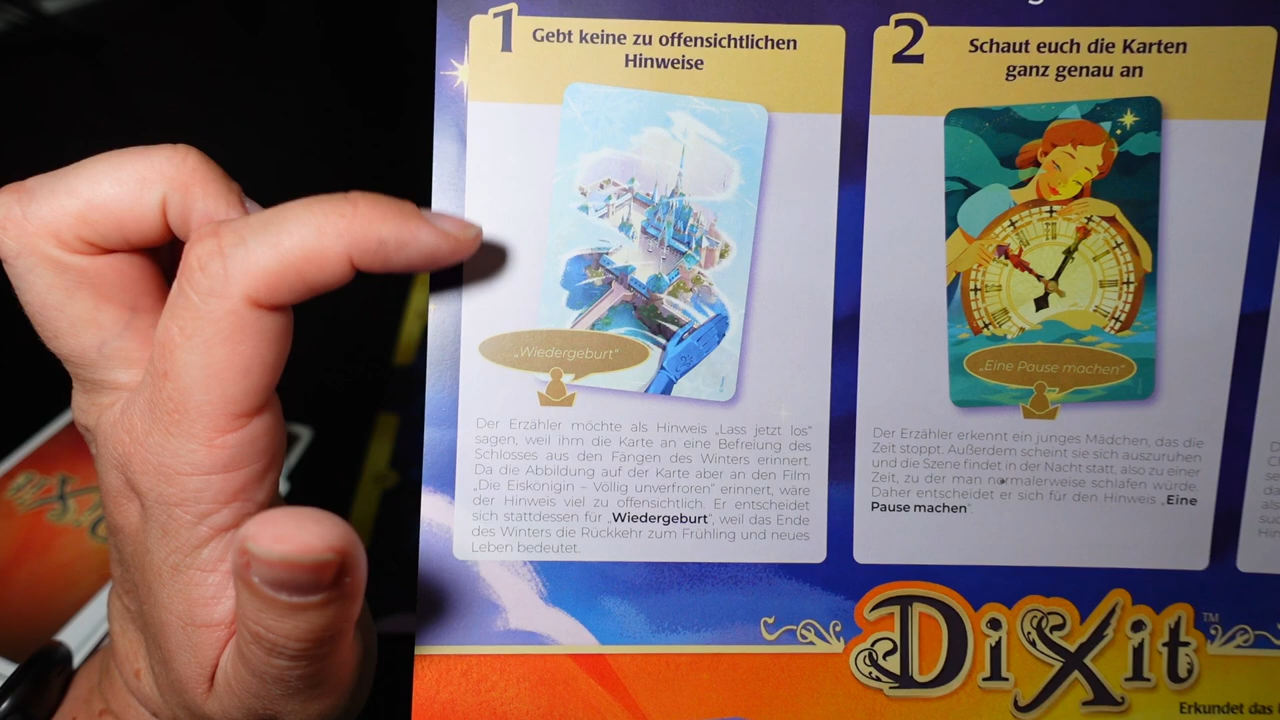 1
Gebt keine zu offensichtlichen
Hinweise
„Wiedergeburt“
Der Erzähler möchte als Hinweis „Lass jetzt los“
sagen, weil ihm die Karte an eine Befreiung des
Schlosses aus den Fängen des Winters erinnert.
Da die Abbildung auf der Karte aber an den Film
„Die Eiskönigin – Völlig unverfroren“ erinnert, wäre
der Hinweis viel zu offensichtlich. Er entscheidet
sich stattdessen für „Wiedergeburt“, weil das Ende
des Winters die Rückkehr zum Frühling und neues
Leben bedeutet.
2
Schaut euch die Karten
ganz genau an
„Eine Pause machen“
Der Erzähler erkennt ein junges Mädchen, das die
Zeit stoppt. Außerdem scheint sie sich auszuruhen
und die Szene findet in der Nacht statt, also zu einer
Zeit, zu der man normalerweise schlafen würde.
Daher entscheidet er sich für den Hinweis „Eine
Pause machen“.
DiXit™
Erkundet das
DiXit